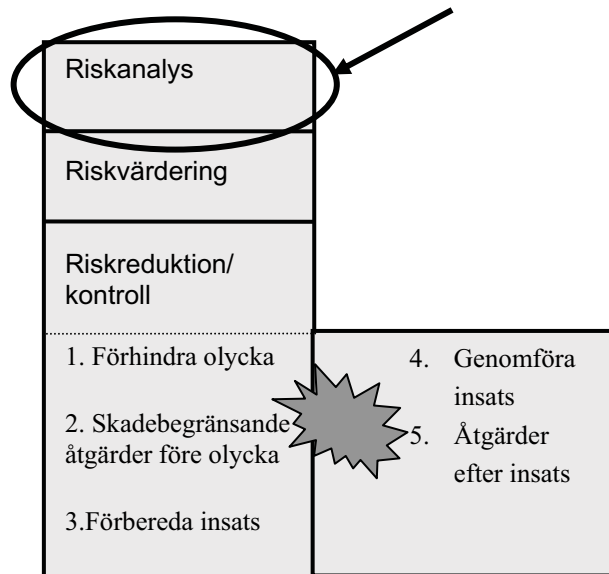 Riskanalys
Riskvärdering
Riskreduktion/
kontroll
1. Förhindra olycka
2. Skadebegränsande
åtgärder före olycka
3.Förbereda insats
4. Genomföra
insats
5. Åtgärder
efter insats